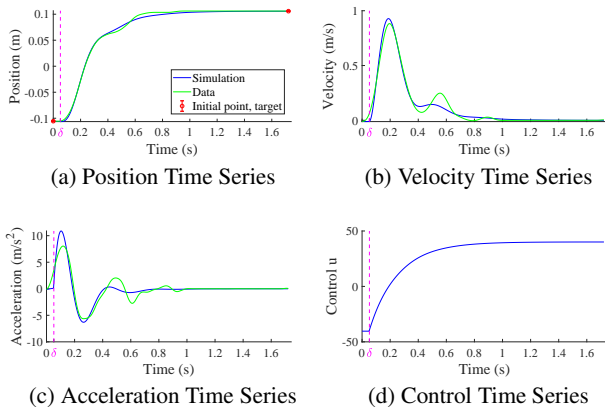 0.1
0.05
0
-0.05
-0.1
Position (m)
0 δ 0.2 0.4 0.6 0.8 1 1.2 1.4 1.6
Time (s)
Simulation
Data
Initial point, target
(a) Position Time Series
1
0.5
0
Velocity (m/s)
0 δ 0.2 0.4 0.6 0.8 1 1.2 1.4 1.6
Time (s)
(b) Velocity Time Series
10
5
0
-5
-10
Acceleration (m/s²)
0 δ 0.2 0.4 0.6 0.8 1 1.2 1.4 1.6
Time (s)
(c) Acceleration Time Series
50
0
-50
Control u
0 δ 0.2 0.4 0.6 0.8 1 1.2 1.4 1.6
Time (s)
(d) Control Time Series